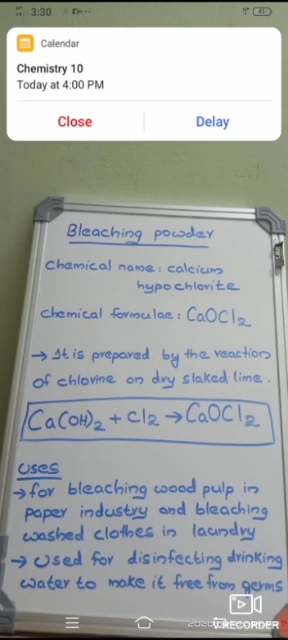 3:30
Calendar
Chemistry 10
Today at 4:00 PM
Close
Delay
Bleaching powder
chemical name: calcium
hypochlorite
chemical formulae: CaOCl2
→ It is prepared by the reaction
of chlorine on dry slaked lime.
Ca(OH)2 + Cl2 → CaOCl2
uses
→ for bleaching wood pulp in
paper industry and bleaching
washed clothes in laundry
→ used for disinfecting drinking
water to make it free from germs
V RECORDER